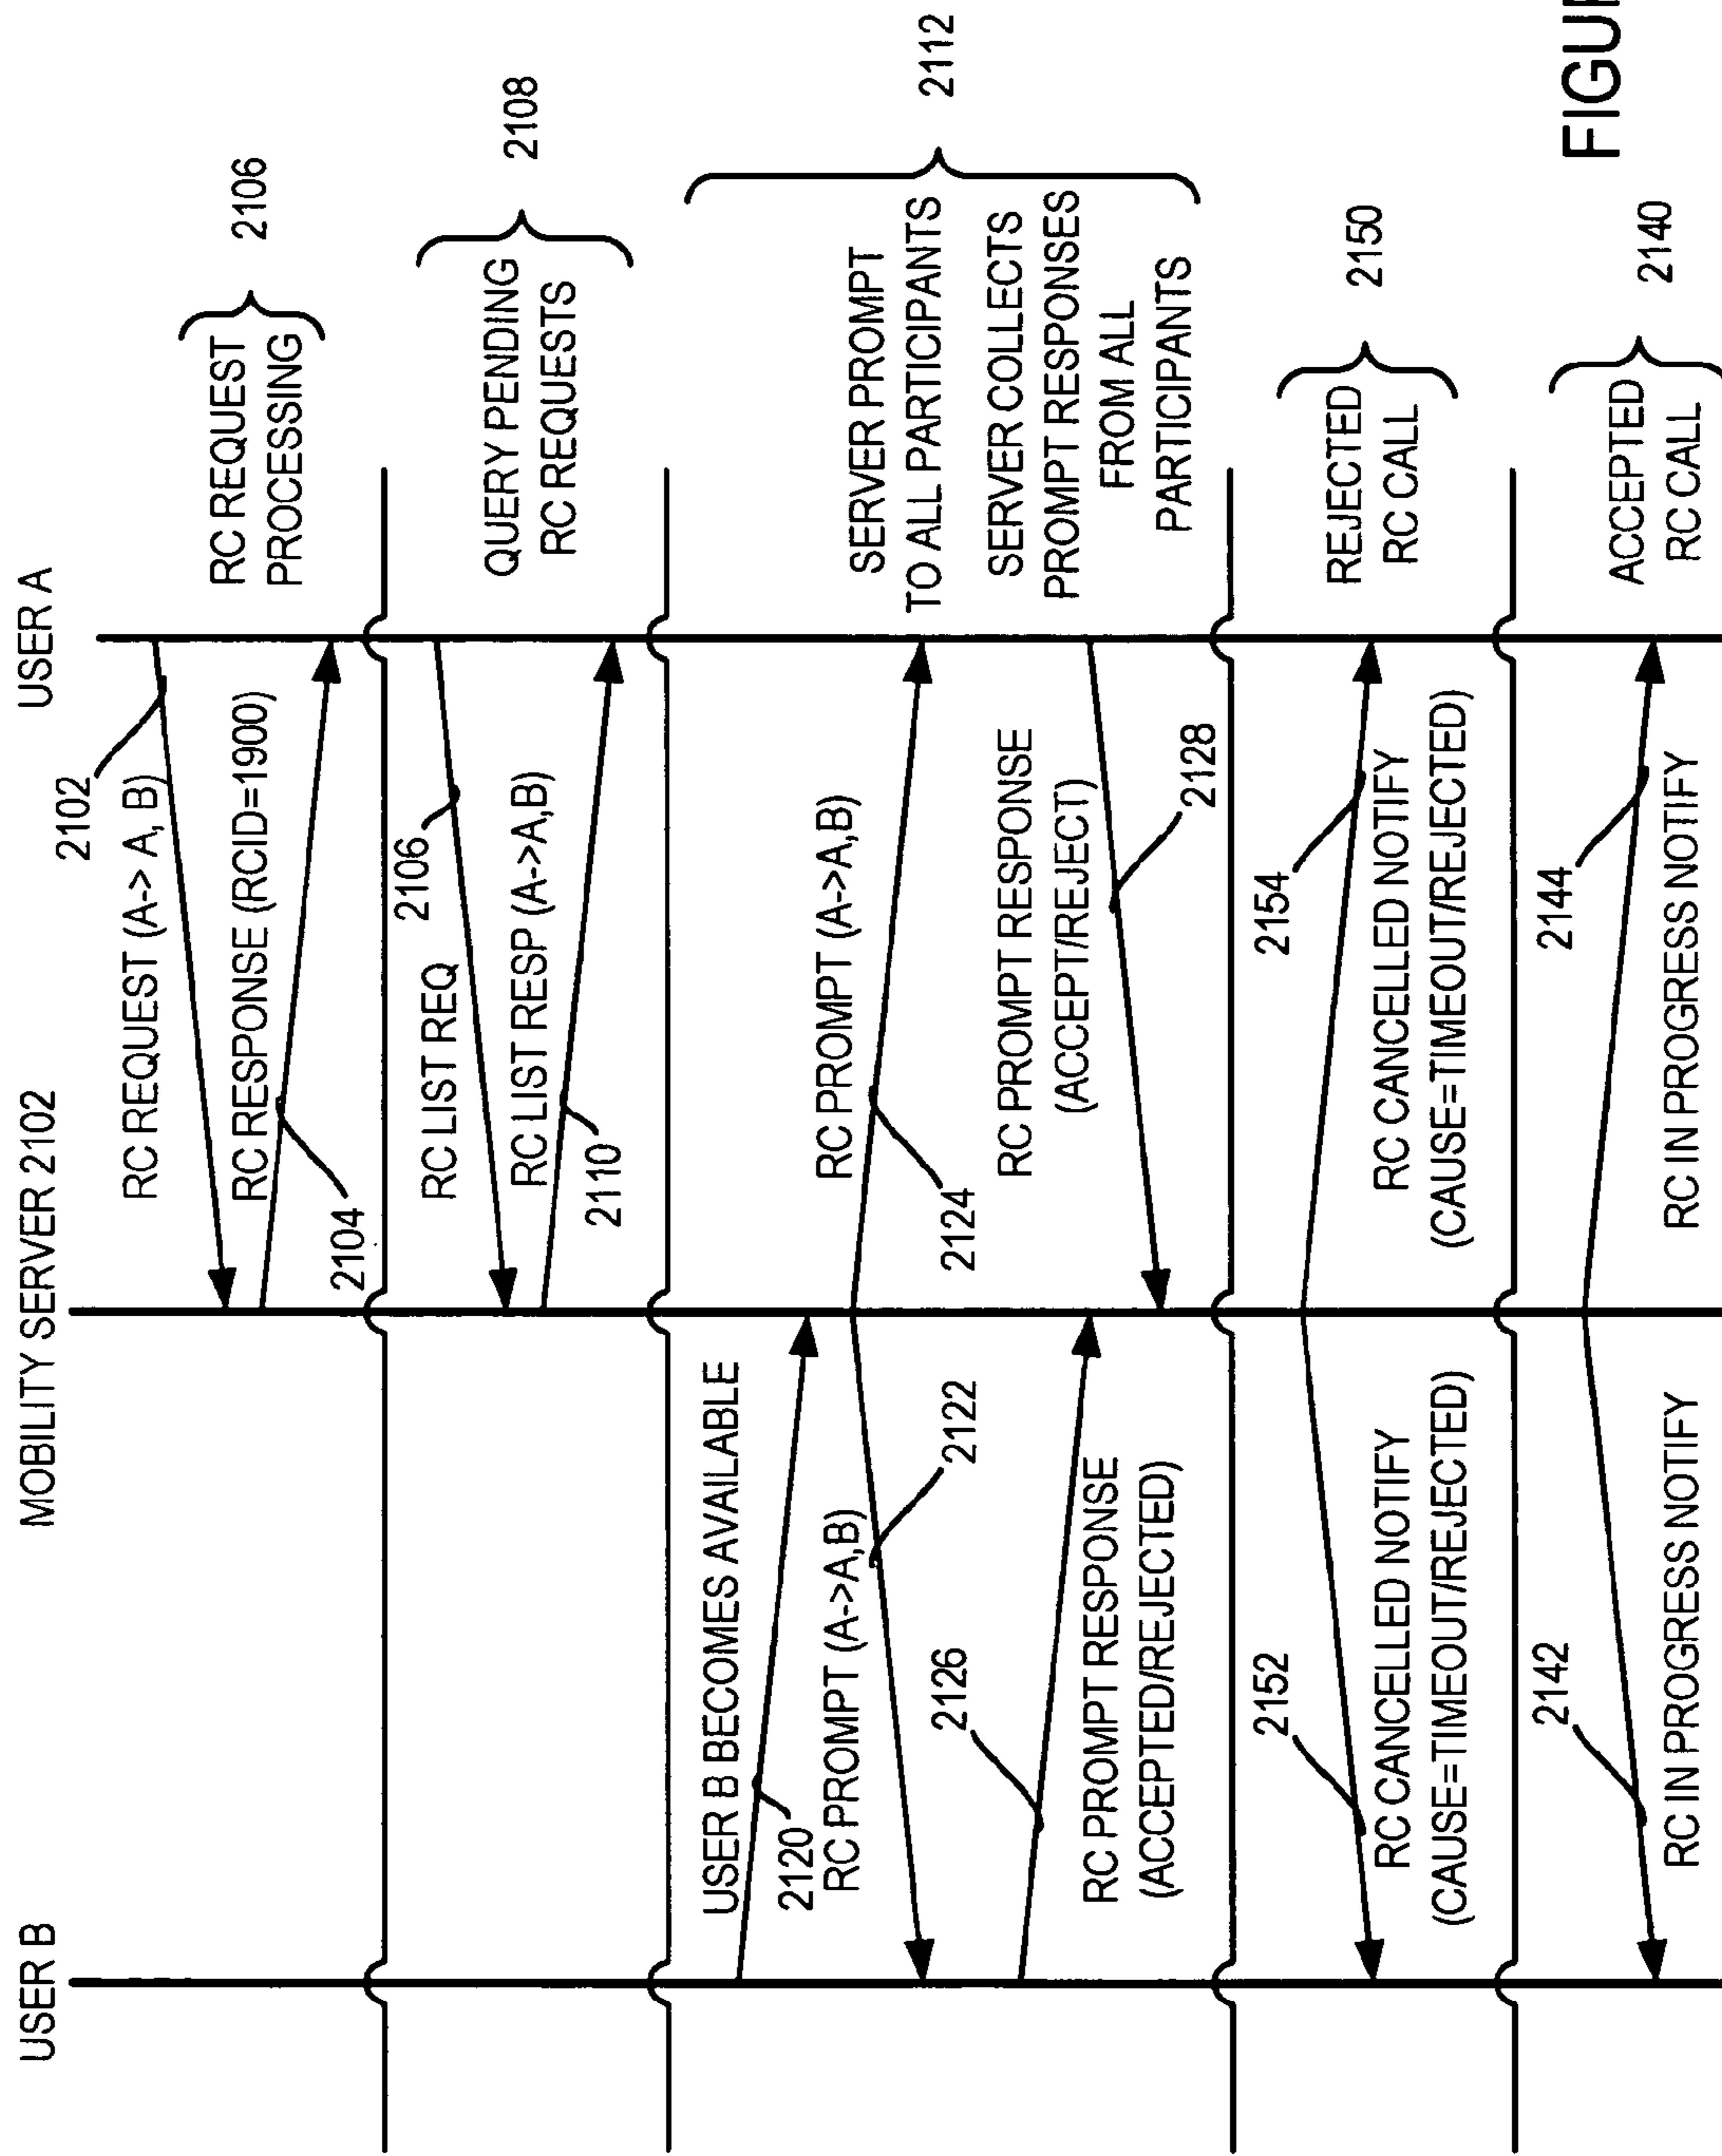 USER B
MOBILITY SERVER 2102
USER A
2102
RC REQUEST (A-> A, B)
RC RESPONSE (RCID=1900)
2104
RC REQUEST
PROCESSING
2106
2106
RC LIST REQ
RC LIST RESP (A->A,B)
2110
QUERY PENDING
RC REQUESTS
2108
USER B BECOMES AVAILABLE
2120
RC PROMPT (A->A,B)
2122
RC PROMPT (A->A,B)
2124
2126
RC PROMPT RESPONSE
(ACCEPTED/REJECTED)
RC PROMPT RESPONSE
(ACCEPT/REJECT)
2128
SERVER PROMPT
TO ALL PARTICIPANTS
SERVER COLLECTS
PROMPT RESPONSES
FROM ALL
PARTICIPANTS
2112
2152
RC CANCELLED NOTIFY
(CAUSE=TIMEOUT/REJECTED)
2154
RC CANCELLED NOTIFY
(CAUSE=TIMEOUT/REJECTED)
REJECTED
RC CALL
2150
2142
RC IN PROGRESS NOTIFY
2144
RC IN PROGRESS NOTIFY
ACCEPTED
RC CALL
2140